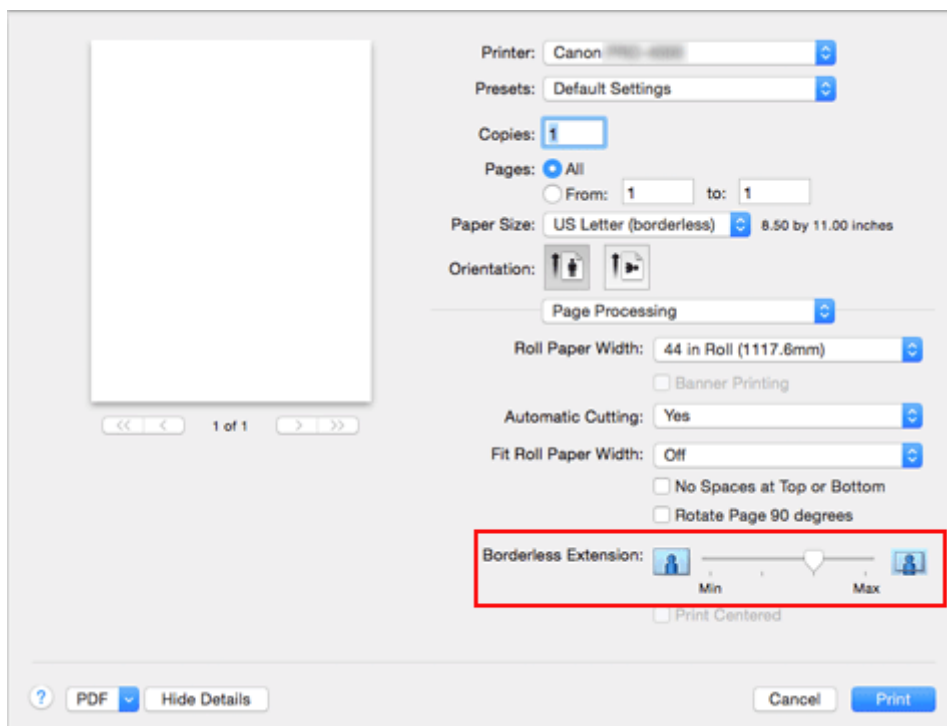 Printer: Canon
Presets: Default Settings
Copies: 1
Pages: All
From: 1 to: 1
Paper Size: US Letter (borderless) 8.50 by 11.00 inches
Orientation:
Page Processing
Roll Paper Width: 44 in Roll (1117.6mm)
Banner Printing
<< < 1 of 1 > >>
Automatic Cutting: Yes
Fit Roll Paper Width: Off
No Spaces at Top or Bottom
Rotate Page 90 degrees
Borderless Extension:
Min Max
Print Centered
? PDF Hide Details Cancel Print